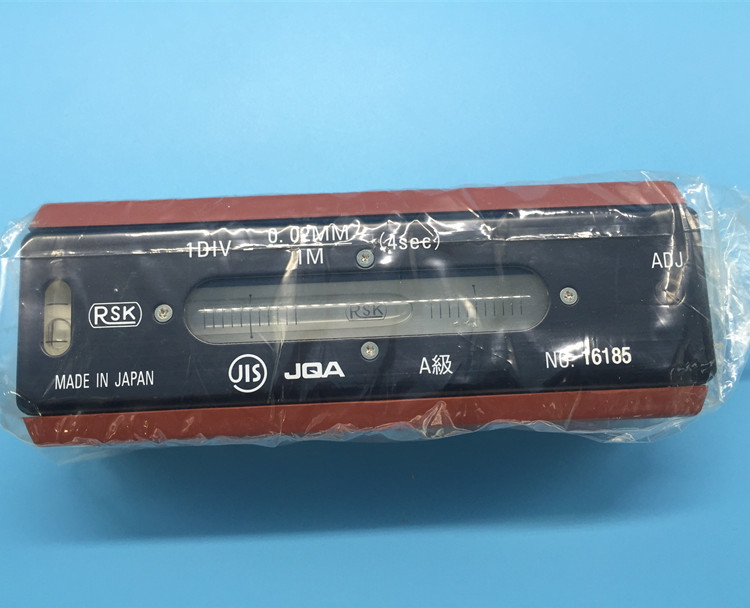 1DIV — 0.02MM (4sec)
1M
ADJ
RSK
RSK
MADE IN JAPAN
JIS
JQA
A級
NO. 16185